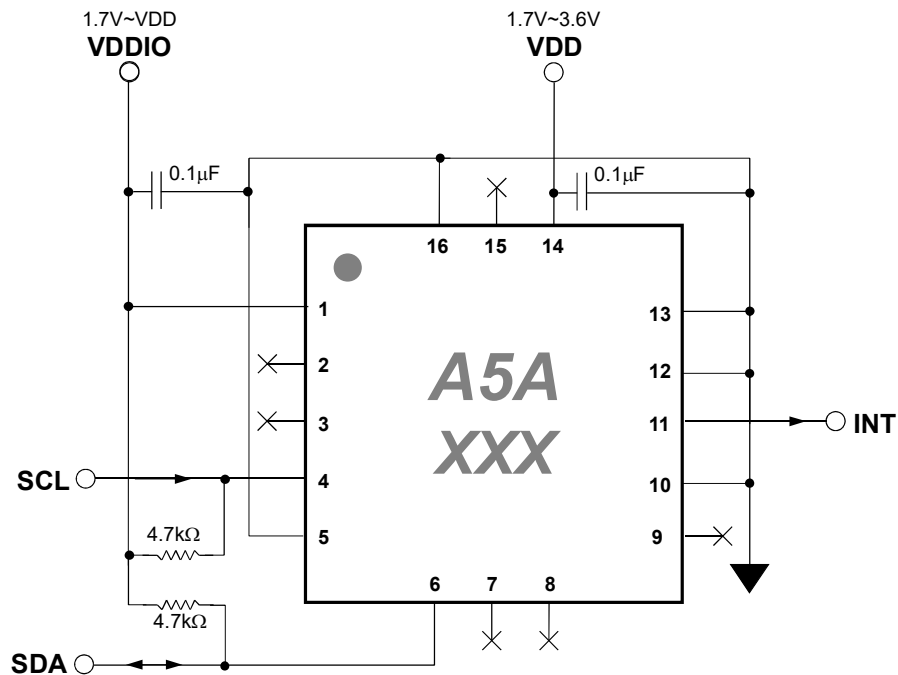 1.7V~VDD
VDDIO
1.7V~3.6V
VDD
0.1μF
0.1μF
16
15
14
1
2
3
4
5
13
12
11
10
9
6
7
8
A5A
XXX
INT
SCL
4.7kΩ
4.7kΩ
SDA